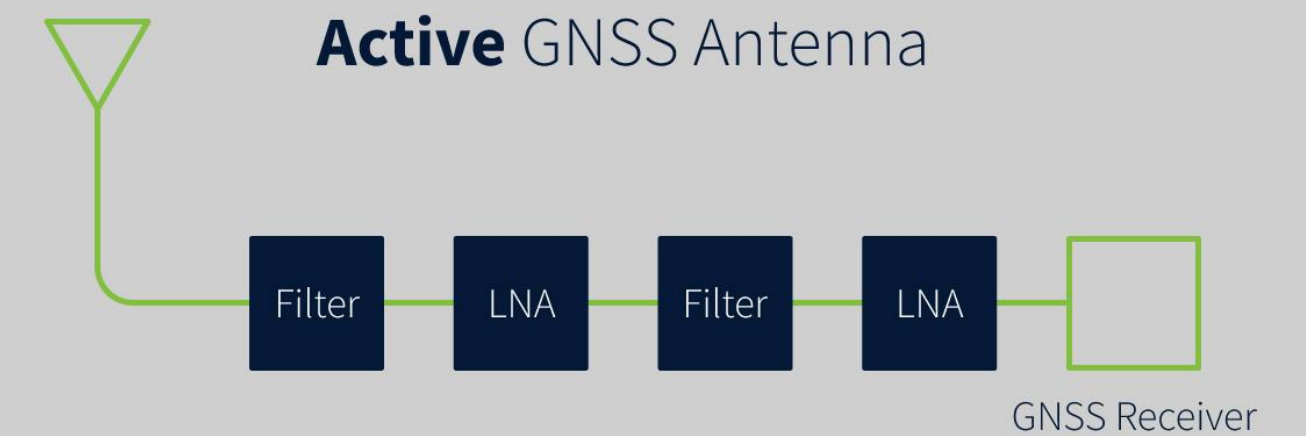 Active GNSS Antenna
Filter LNA Filter LNA
GNSS Receiver